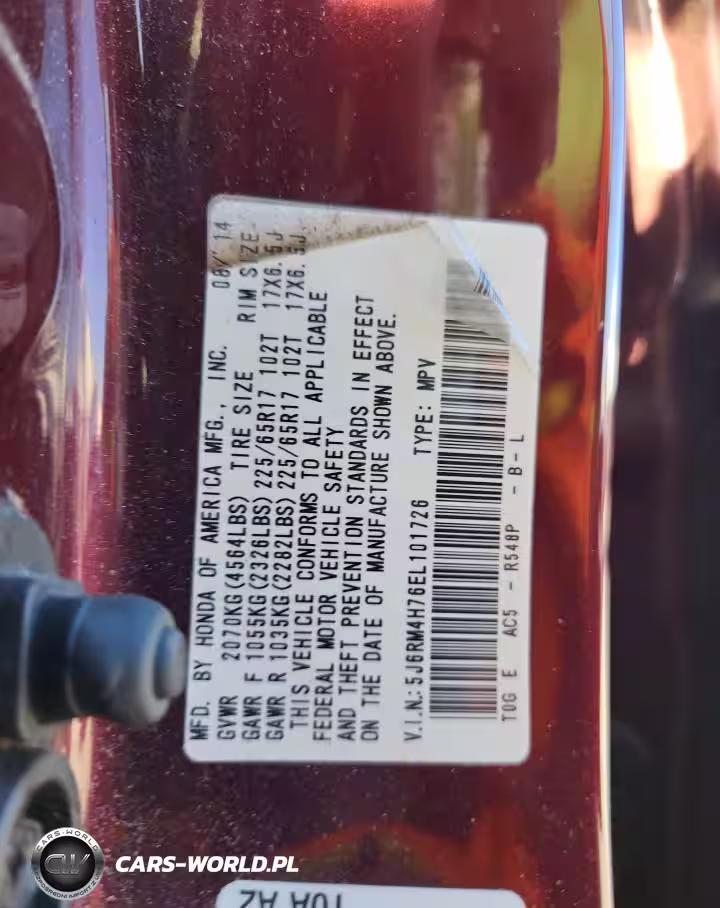 MFD. BY HONDA OF AMERICA MFG., INC. 08/14
GVWR 2070KG(4564LBS) TIRE SIZE RIM SIZE
GAWR F 1055KG(2326LBS) 225/65R17 102T 17X6.5J
GAWR R 1035KG(2282LBS) 225/65R17 102T 17X6.5J
THIS VEHICLE CONFORMS TO ALL APPLICABLE
FEDERAL MOTOR VEHICLE SAFETY
AND THEFT PREVENTION STANDARDS IN EFFECT
ON THE DATE OF MANUFACTURE SHOWN ABOVE.
V.I.N.: 5J6RM4H76EL101726 TYPE: MPV
T0G E AC5 - R548P - B- L
CARS-WORLD
CW
CARS-WORLD.PL